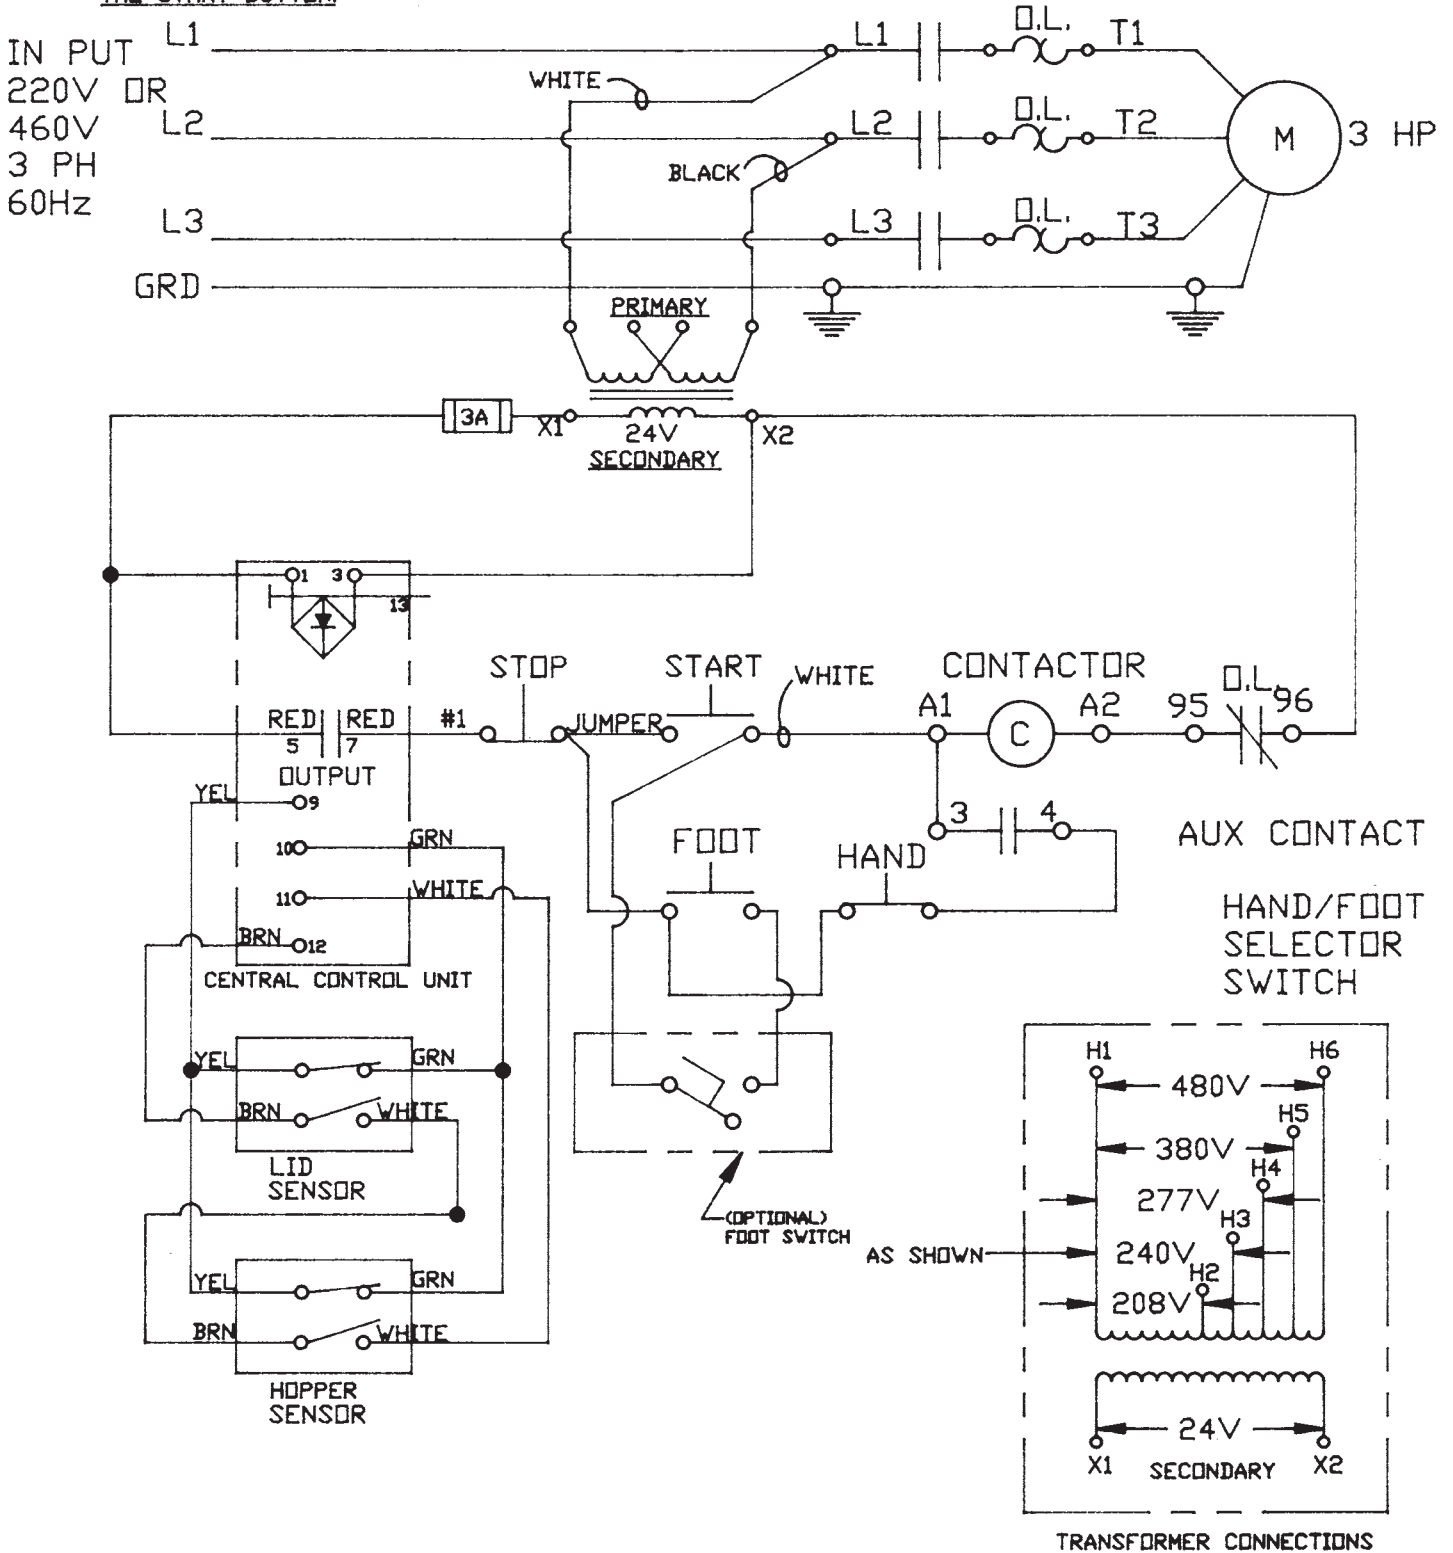 THE START BUTTON.
IN PUT
220V OR
460V
3 PH
60Hz
L1
L2
L3
GRD
WHITE
BLACK
L1
L2
L3
O.L.
O.L.
O.L.
T1
T2
T3
M
3 HP
PRIMARY
3A
X1
24V
X2
SECONDARY
1
3
13
STOP
START
WHITE
CONTACTOR
O.L.
RED
RED
#1
JUMPER
A1
C
A2
95
96
5
7
OUTPUT
YEL
9
10
GRN
11
WHITE
BRN
12
CENTRAL CONTROL UNIT
FOOT
HAND
3
4
AUX CONTACT
HAND/FOOT
SELECTOR
SWITCH
YEL
GRN
BRN
WHITE
LID
SENSOR
YEL
GRN
BRN
WHITE
HOPPER
SENSOR
(OPTIONAL)
FOOT SWITCH
H1
H6
480V
H5
380V
H4
277V
H3
AS SHOWN
240V
H2
208V
24V
X1
SECONDARY
X2
TRANSFORMER CONNECTIONS